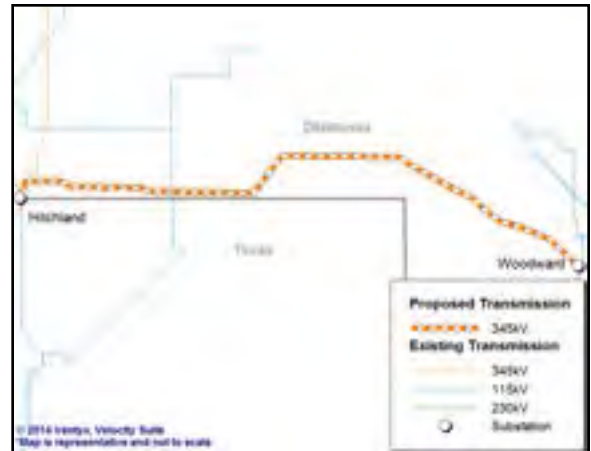 Oklahoma
Hitchland
Texas
Woodward
Proposed Transmission
345kV
Existing Transmission
345kV
115kV
230kV
Substation
© 2014 Ventyx, Velocity Suite
*Map is representative and not to scale